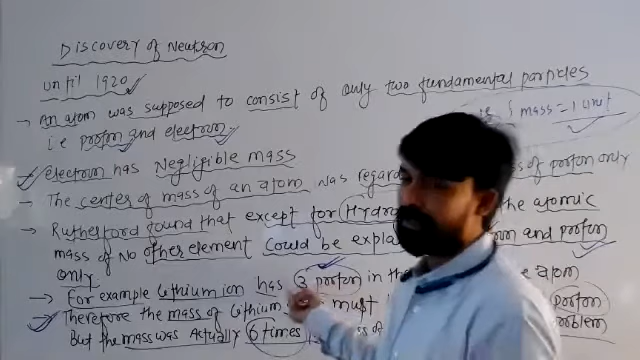 Discovery of Neutron
until 1920
→ An atom was supposed to consist of only two fundamental particles
i.e proton and electron
electron has Negligible mass
i.e mass = 1 unit
→ The center of mass of an atom was regar of proton only
→ Rutherford found that except for Hydro the atomic
mass of No other element could be expla on and proton
only
→ For example Lithium ion has 3 proton in the atom
→ Therefore the mass of Lithium must proton
But the mass was Actually 6 times of problem